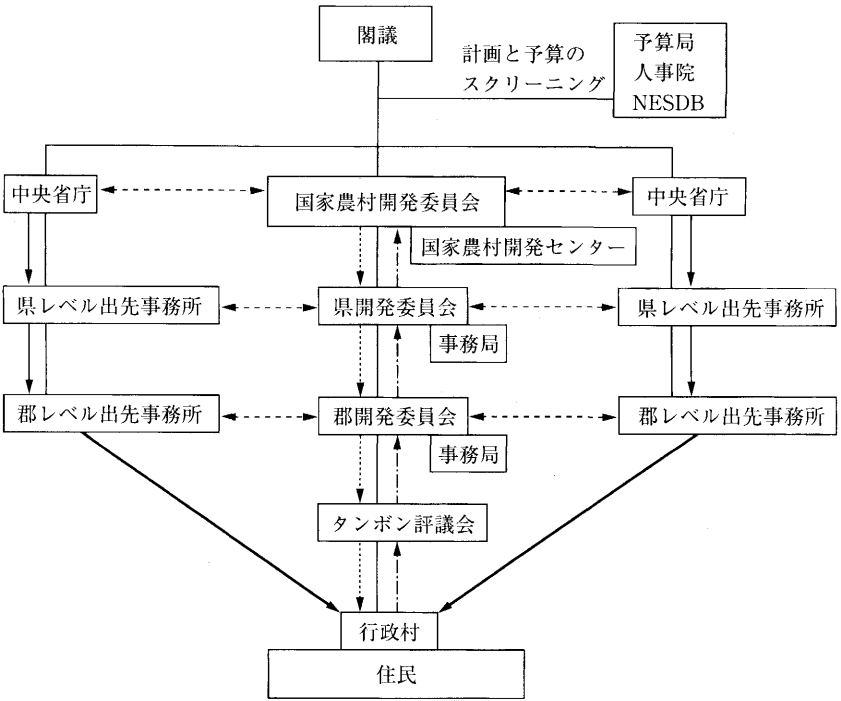 閣議
計画と予算の
スクリーニング
予算局
人事院
NESDB
中央省庁
国家農村開発委員会
中央省庁
国家農村開発センター
県レベル出先事務所
県開発委員会
県レベル出先事務所
事務局
郡レベル出先事務所
郡開発委員会
郡レベル出先事務所
事務局
タンボン評議会
行政村
住民